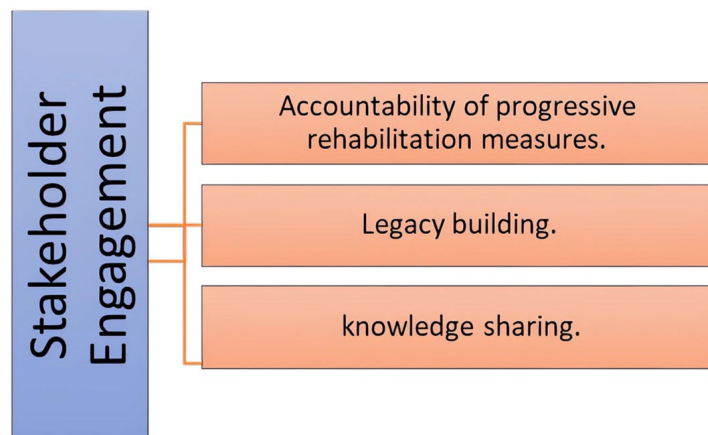 Stakeholder
Engagement
Accountability of progressive
rehabilitation measures.
Legacy building.
knowledge sharing.